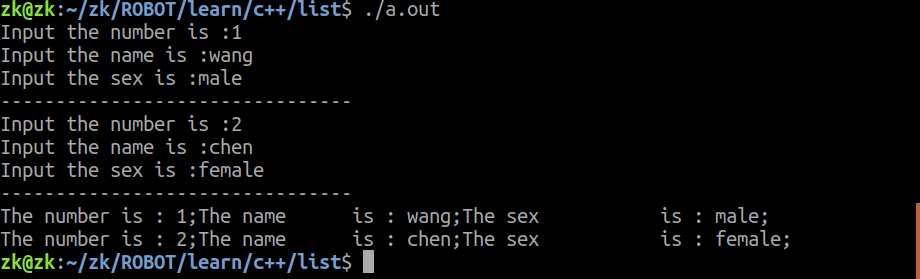 zk@zk:~/zk/ROBOT/learn/c++/list$ ./a.out
Input the number is :1
Input the name is :wang
Input the sex is :male
--------------------------------
Input the number is :2
Input the name is :chen
Input the sex is :female
--------------------------------
The number is : 1;The name      is : wang;The sex           is : male;
The number is : 2;The name      is : chen;The sex           is : female;
zk@zk:~/zk/ROBOT/learn/c++/list$